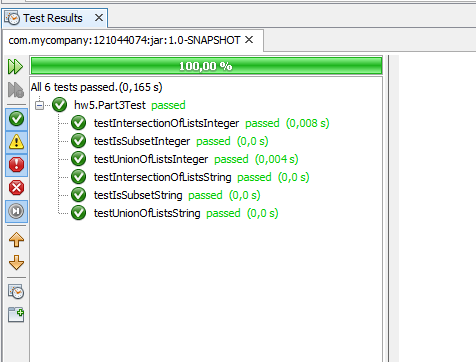 Test Results
com.mycompany:121044074:jar:1.0-SNAPSHOT
100,00 %
All 6 tests passed.(0,165 s)
hw5.Part3Test passed
testIntersectionOfListsInteger passed (0,008 s)
testIsSubsetInteger passed (0,0 s)
testUnionOfListsInteger passed (0,004 s)
testIntersectionOfListsString passed (0,0 s)
testIsSubsetString passed (0,0 s)
testUnionOfListsString passed (0,0 s)